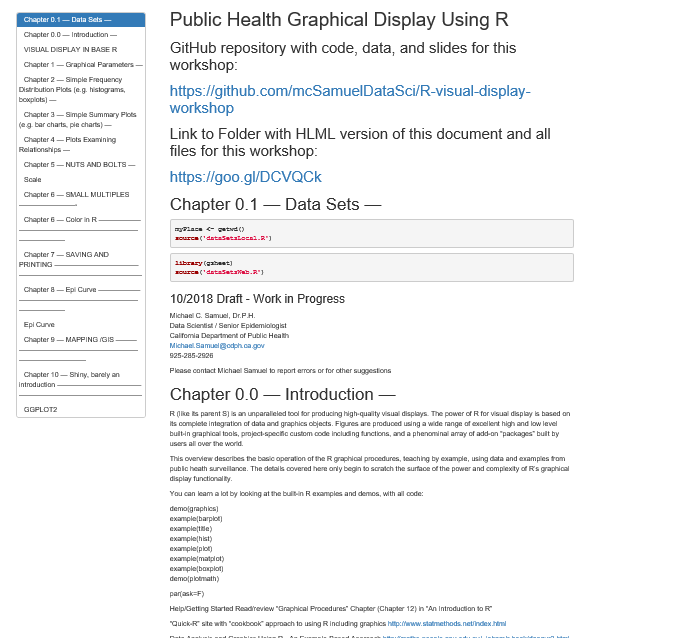 Chapter 0.1 — Data Sets —
Chapter 0.0 — Introduction —
VISUAL DISPLAY IN BASE R
Chapter 1 — Graphical Parameters —
Chapter 2 — Simple Frequency
Distribution Plots (e.g. histograms,
boxplots) —
Chapter 3 — Simple Summary Plots
(e.g. bar charts, pie charts) —
Chapter 4 — Plots Examining
Relationships —
Chapter 5 — NUTS AND BOLTS —
Scale
Chapter 6 — SMALL MULTIPLES
Chapter 6 — Color in R
Chapter 7 — SAVING AND
PRINTING
Chapter 8 — Epi Curve
Epi Curve
Chapter 9 — MAPPING /GIS
Chapter 10 — Shiny, barely an
introduction
GGPLOT2
Public Health Graphical Display Using R
GitHub repository with code, data, and slides for this
workshop:
https://github.com/mcSamuelDataSci/R-visual-display-
workshop
Link to Folder with HLML version of this document and all
files for this workshop:
https://goo.gl/DCVQCk
Chapter 0.1 — Data Sets —
myPlace <- getwd()
source('dataSetsLocal.R')
library(gsheet)
source('dataSetsWeb.R')
10/2018 Draft - Work in Progress
Michael C. Samuel, Dr.P.H.
Data Scientist / Senior Epidemiologist
California Department of Public Health
Michael.Samuel@cdph.ca.gov
925-285-2926
Please contact Michael Samuel to report errors or for other suggestions
Chapter 0.0 — Introduction —
R (like its parent S) is an unparalleled tool for producing high-quality visual displays. The power of R for visual display is based on
its complete integration of data and graphics objects. Figures are produced using a wide range of excellent high and low level
built-in graphical tools, project-specific custom code including functions, and a phenominal array of add-on "packages" built by
users all over the world.
This overview describes the basic operation of the R graphical procedures, teaching by example, using data and examples from
public heath surveillance. The details covered here only begin to scratch the surface of the power and complexity of R's graphical
display functionality.
You can learn a lot by looking at the built-in R examples and demos, with all code:
demo(graphics)
example(barplot)
example(title)
example(hist)
example(plot)
example(matplot)
example(boxplot)
demo(plotmath)
par(ask=F)
Help/Getting Started Read/review "Graphical Procedures" Chapter (Chapter 12) in "An Introduction to R"
"Quick-R" site with "cookbook" approach to using R including graphics http://www.statmethods.net/index.html